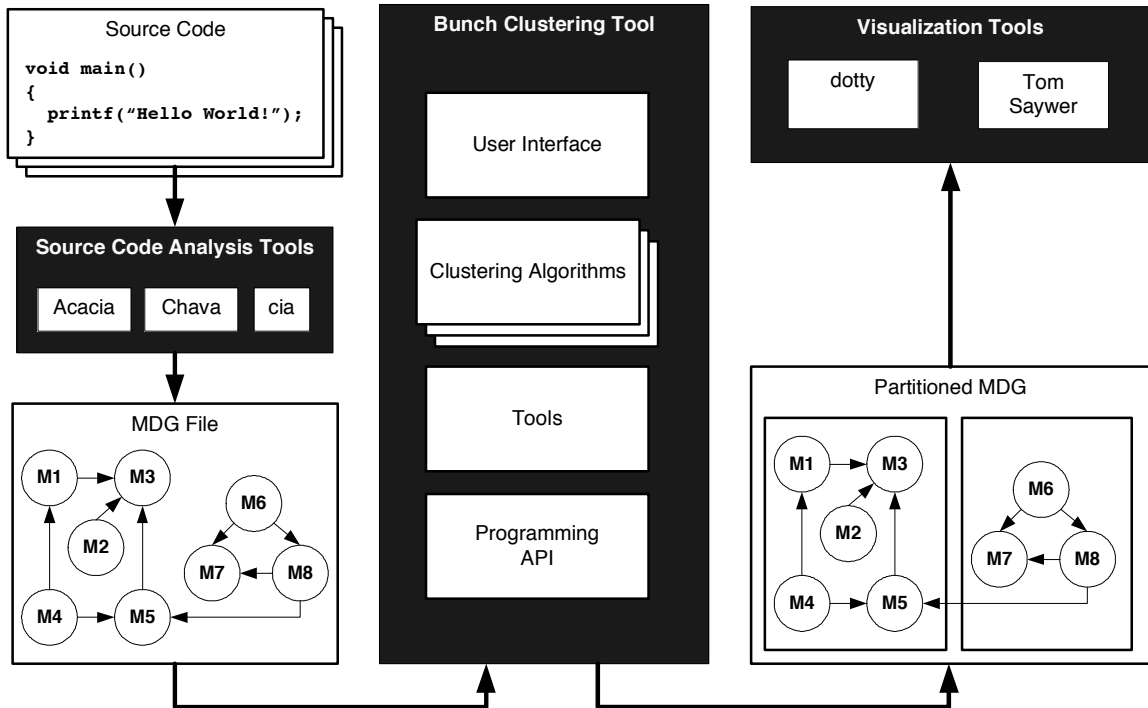 Source Code
void main()
{
printf(“Hello World!”);
}
Source Code Analysis Tools
Acacia
Chava
cia
MDG File
M1
M3
M6
M2
M7
M8
M4
M5
Bunch Clustering Tool
User Interface
Clustering Algorithms
Tools
Programming
API
Visualization Tools
dotty
Tom
Saywer
Partitioned MDG
M1
M3
M6
M2
M7
M8
M4
M5